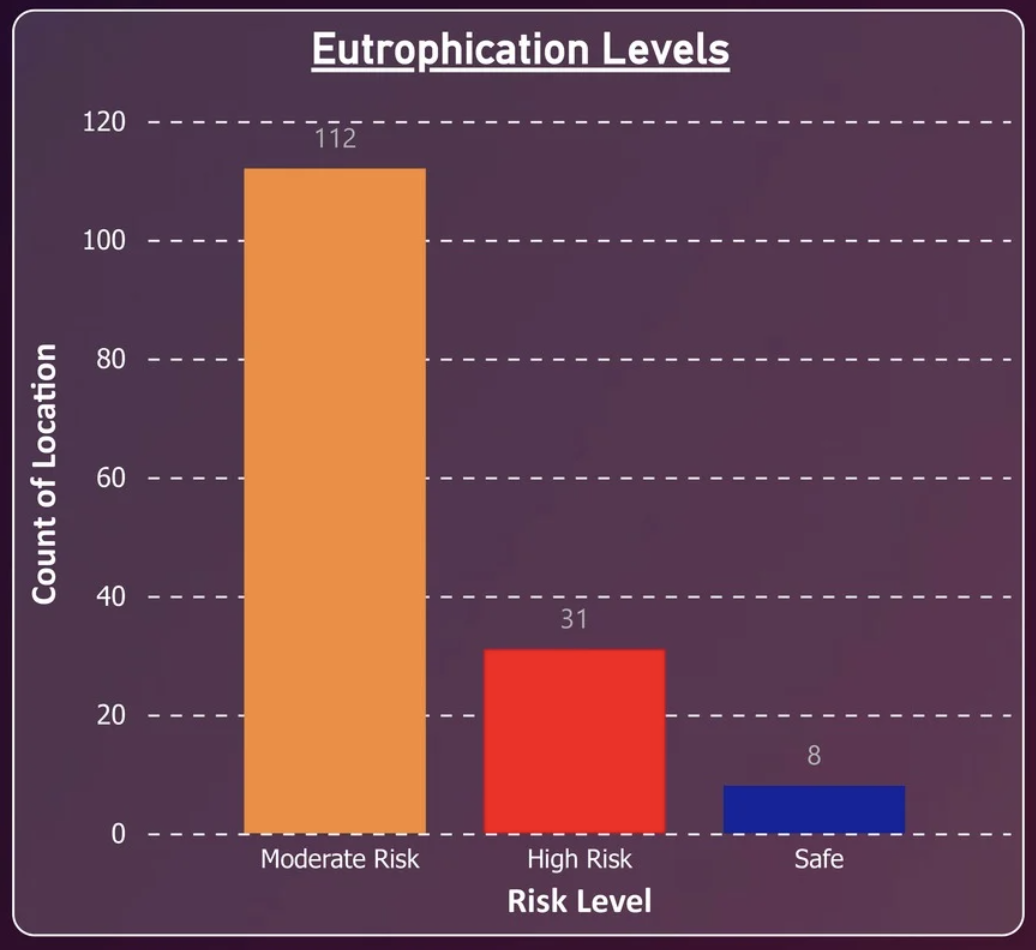 Eutrophication Levels
120
112
100
80
60
40
31
20
8
0
Count of Location
Moderate Risk High Risk Safe
Risk Level